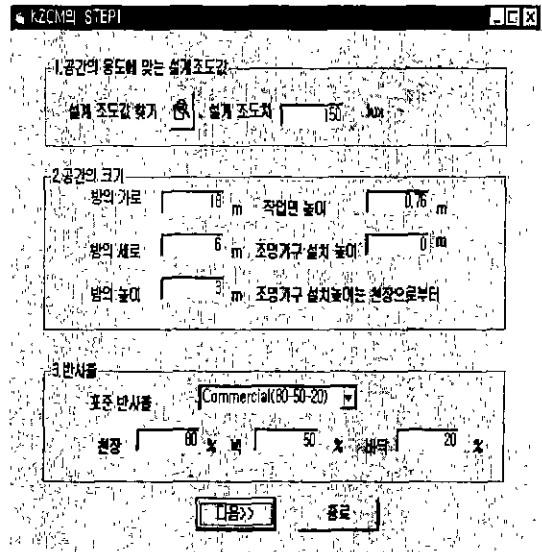 KZCM의 STEP1
1.공간의 용도에 맞는 설계조도값
설계 조도값 찾기 설계 조도치 150 lux
2.공간의 크기
방의 가로 18 m 작업면 높이 0.76 m
방의 세로 6 m 조명기구 설치 높이 0 m
방의 높이 3 m 조명기구 설치높이는 천장으로부터
3.반사율
표준 반사율 Commercial(80-50-20)
천장 80 % 벽 50 % 바닥 20 %
다음>> 종료